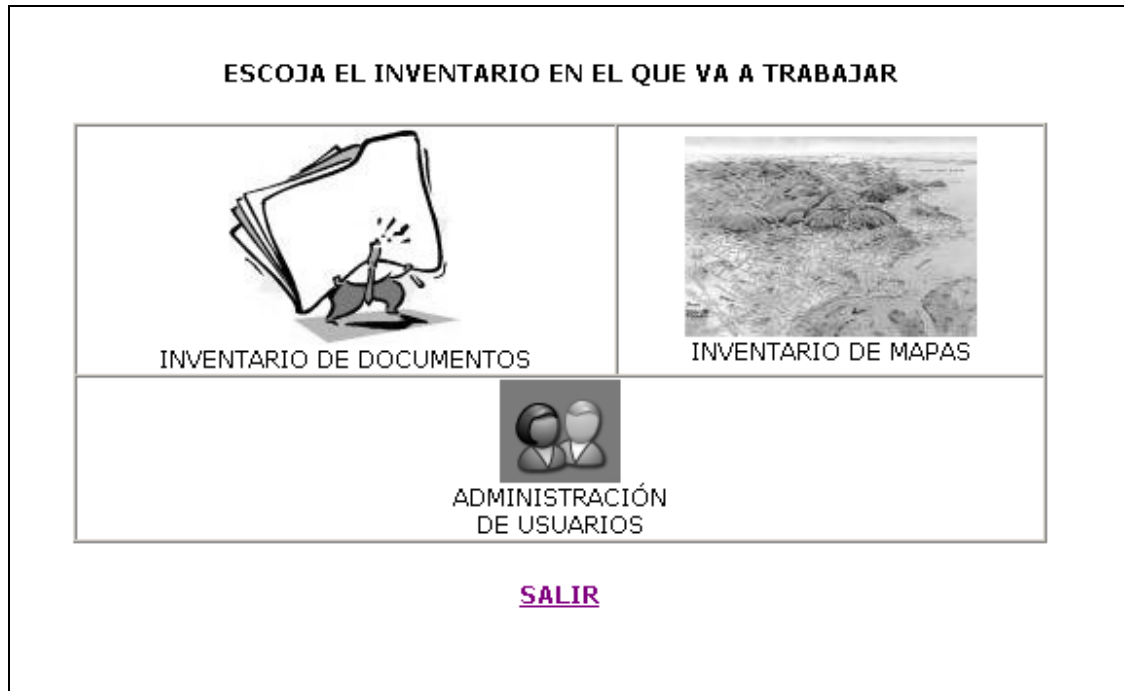 ESCOJA EL INVENTARIO EN EL QUE VA A TRABAJAR
INVENTARIO DE DOCUMENTOS
INVENTARIO DE MAPAS
ADMINISTRACIÓN
DE USUARIOS
SALIR